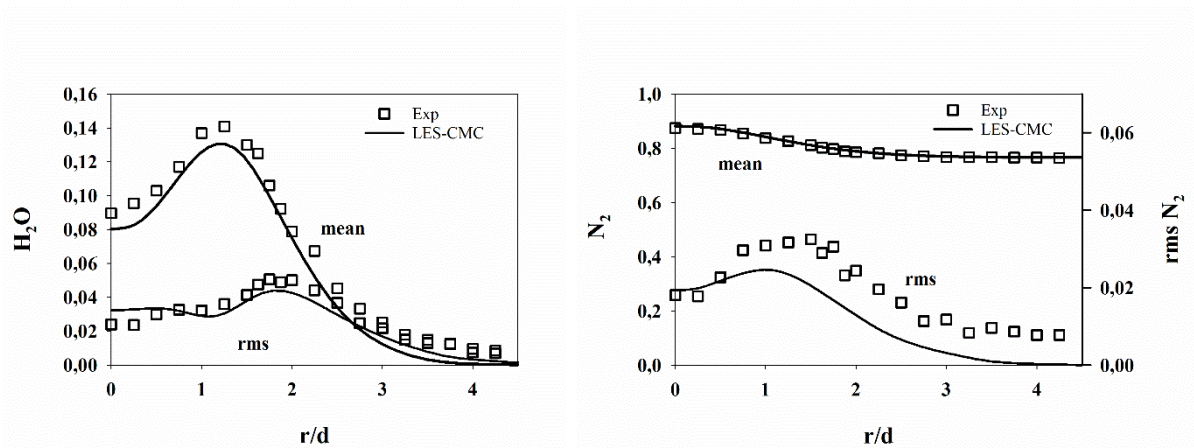 0,16
0,14
0,12
0,10
0,08
0,06
0,04
0,02
0,00
H₂O
Exp
LES-CMC
mean
rms
0 1 2 3 4
r/d
1,0
0,8
0,6
0,4
0,2
0,0
N₂
Exp
LES-CMC
mean
rms
0,06
0,04
0,02
0,00
rms N₂
0 1 2 3 4
r/d